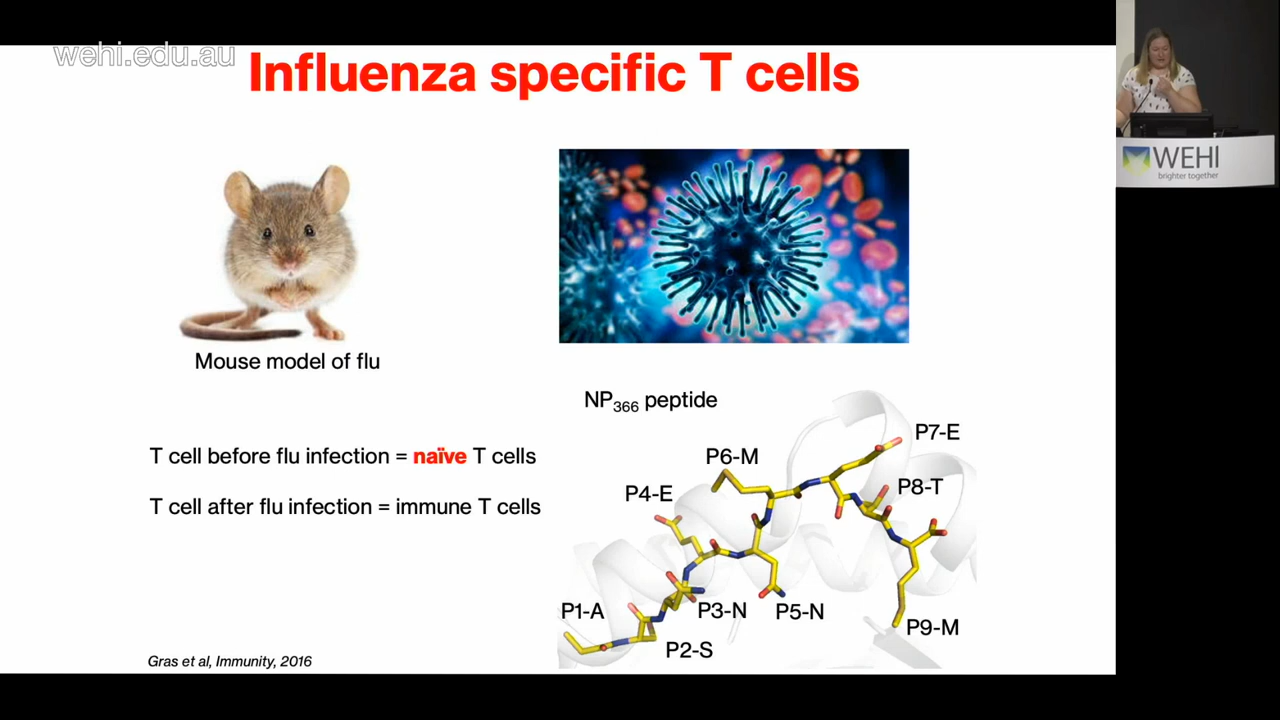 wehi.edu.au
Influenza specific T cells
WEHI
brighter together
Mouse model of flu
NP366 peptide
T cell before flu infection = naïve T cells
T cell after flu infection = immune T cells
P7-E
P6-M
P8-T
P4-E
P1-A
P3-N
P5-N
P9-M
P2-S
Gras et al, Immunity, 2016